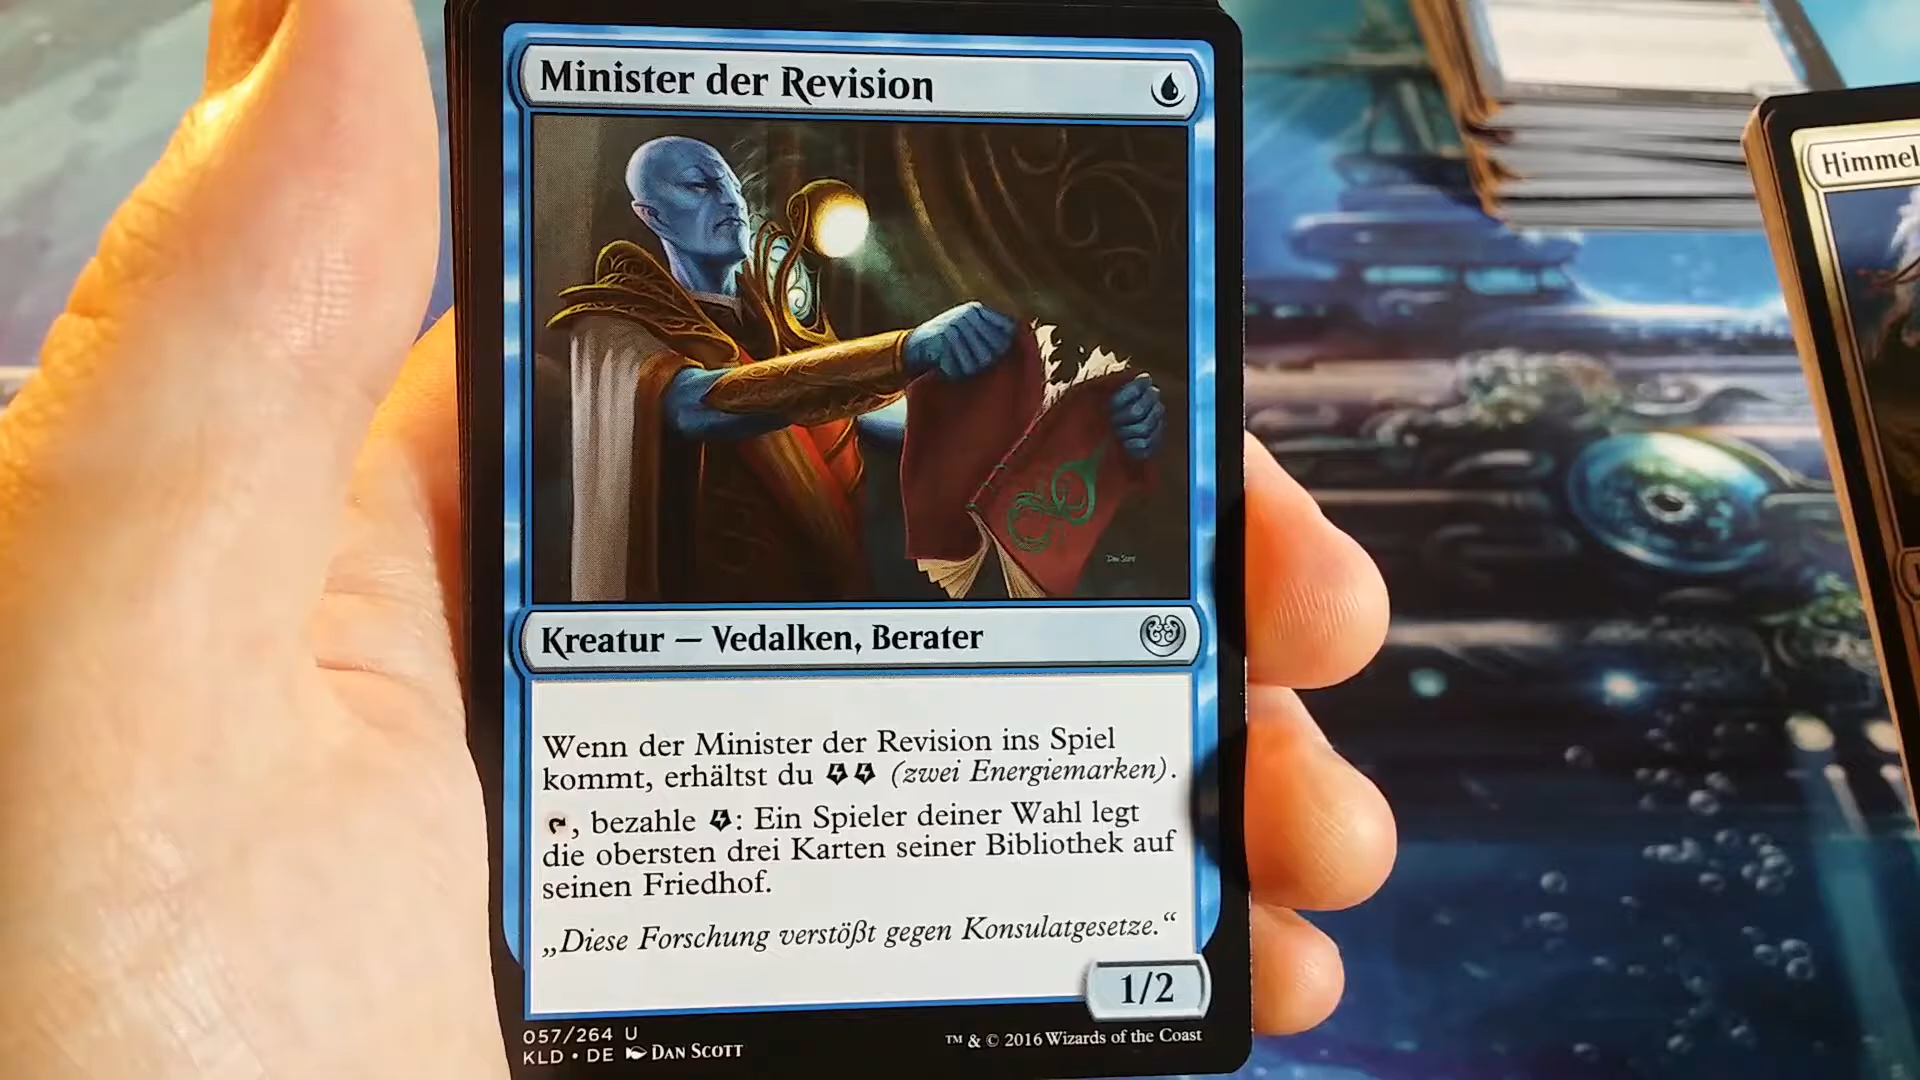 Minister der Revision
Himmel
DAN SCOTT
Kreatur — Vedalken, Berater
Wenn der Minister der Revision ins Spiel
kommt, erhältst du (zwei Energiemarken).
, bezahle : Ein Spieler deiner Wahl legt
die obersten drei Karten seiner Bibliothek auf
seinen Friedhof.
„Diese Forschung verstößt gegen Konsulatgesetze.“
1/2
057/264 U
KLD • DE DAN SCOTT
™ & © 2016 Wizards of the Coast